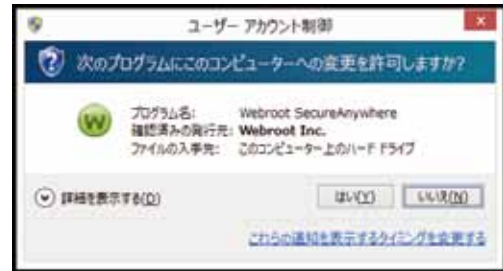 ユーザー アカウント制御
次のプログラムにこのコンピューターへの変更を許可しますか?
プログラム名: Webroot SecureAnywhere
確認済みの発行元: Webroot Inc.
ファイルの入手先: このコンピューター上のハード ドライブ
詳細を表示する(D)
はい(Y)
いいえ(N)
これらの通知を表示するタイミングを変更する